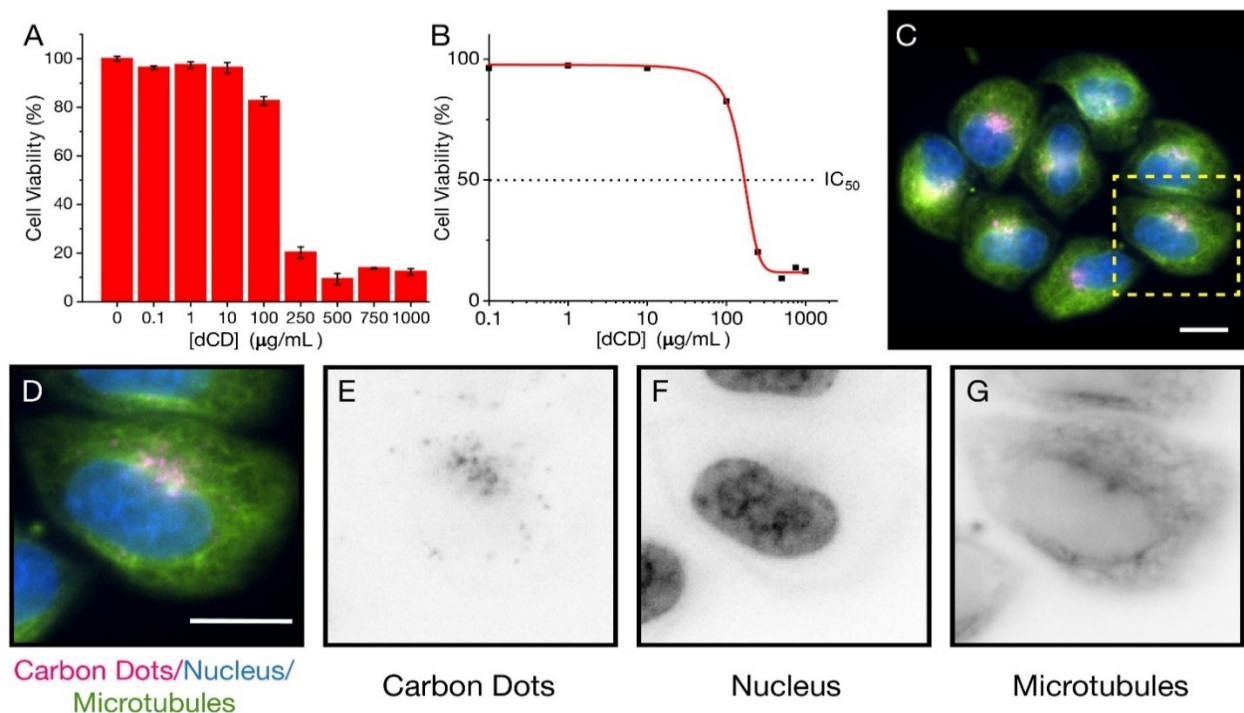 A
Cell Viability (%)
100
80
60
40
20
0
0 0.1 1 10 100 250 500 750 1000
[dCD] (μg/mL )
B
Cell Viability (%)
100
50
0
IC50
0.1 1 10 100 1000
[dCD] (μg/mL )
C
D
E
F
G
Carbon Dots/Nucleus/
Microtubules
Carbon Dots
Nucleus
Microtubules